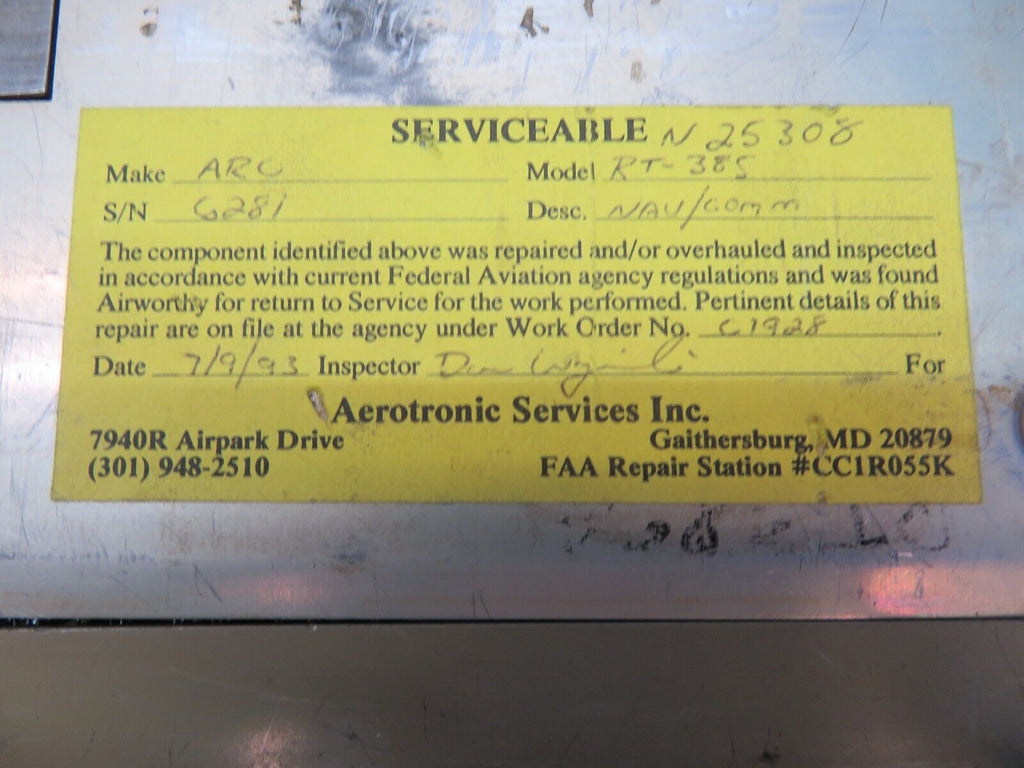 SERVICEABLE N 25308
Make ARC Model RT-385
S/N 6281 Desc. NAV/COMM
The component identified above was repaired and/or overhauled and inspected
in accordance with current Federal Aviation agency regulations and was found
Airworthy for return to Service for the work performed. Pertinent details of this
repair are on file at the agency under Work Order No. 61928.
Date 7/9/93 Inspector For
Aerotronic Services Inc.
7940R Airpark Drive Gaithersburg, MD 20879
(301) 948-2510 FAA Repair Station #CC1R055K